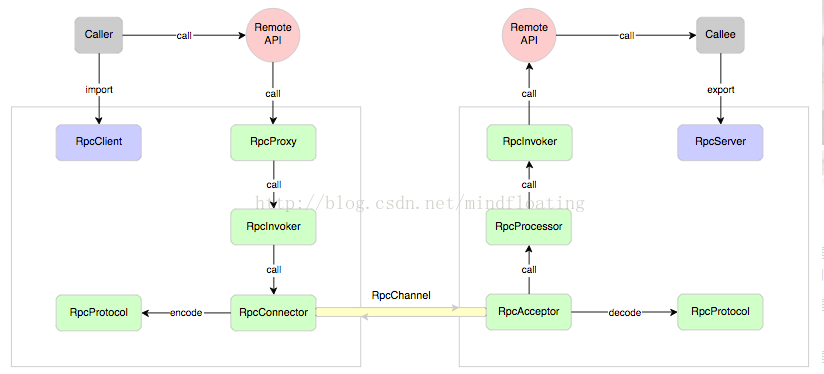 Caller
call
Remote
API
Remote
API
call
Callee
import
call
call
export
RpcClient
RpcProxy
RpcInvoker
RpcServer
call
call
http://blog.csdn.net/mindfloating
RpcInvoker
RpcProcessor
call
call
RpcChannel
RpcProtocol
encode
RpcConnector
RpcAcceptor
decode
RpcProtocol